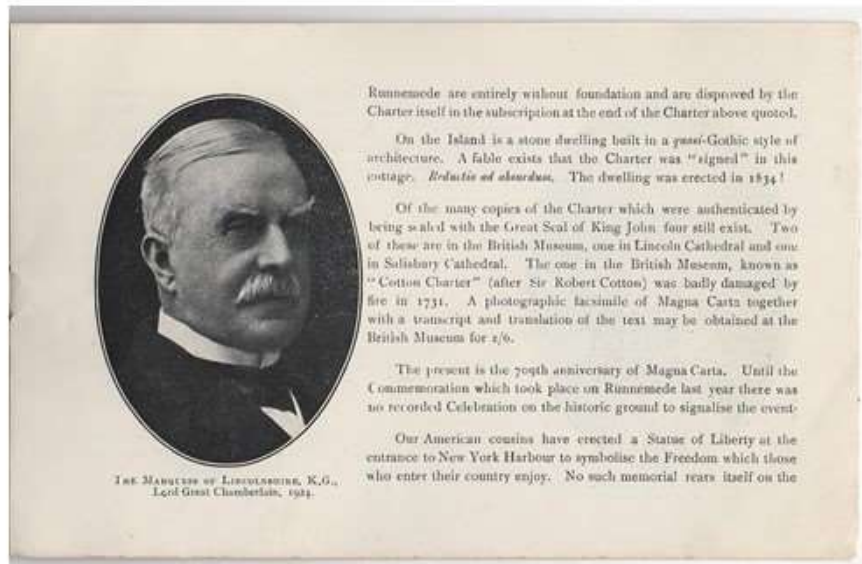 Runnemede are entirely without foundation and are disproved by the
Charter itself in the subscription at the end of the Charter above quoted.
On the Island is a stone dwelling built in a quasi-Gothic style of
architecture. A fable exists that the Charter was "signed" in this
cottage. Reductio ad absurdum. The dwelling was erected in 1834!
Of the many copies of the Charter which were authenticated by
being sealed with the Great Seal of King John four still exist. Two
of these are in the British Museum, one in Lincoln Cathedral and one
in Salisbury Cathedral. The one in the British Museum, known as
"Cotton Charter" (after Sir Robert Cotton) was badly damaged by
fire in 1731. A photographic facsimile of Magna Carta together
with a transcript and translation of the text may be obtained at the
British Museum for 2/6.
The present is the 709th anniversary of Magna Carta. Until the
Commemoration which took place on Runnemede last year there was
no recorded Celebration on the historic ground to signalise the event-
Our American cousins have erected a Statue of Liberty at the
entrance to New York Harbour to symbolise the Freedom which those
who enter their country enjoy. No such memorial rears itself on the
The Marquess of Lincolnshire, K.G.,
Lord Great Chamberlain, 1924.